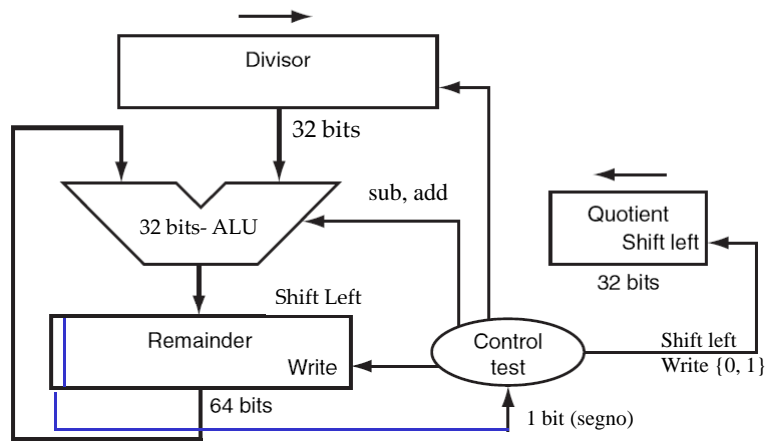 Divisor
32 bits
sub, add
32 bits- ALU
Quotient
Shift left
32 bits
Shift Left
Remainder
Write
Control
test
Shift left
Write {0, 1}
64 bits
1 bit (segno)